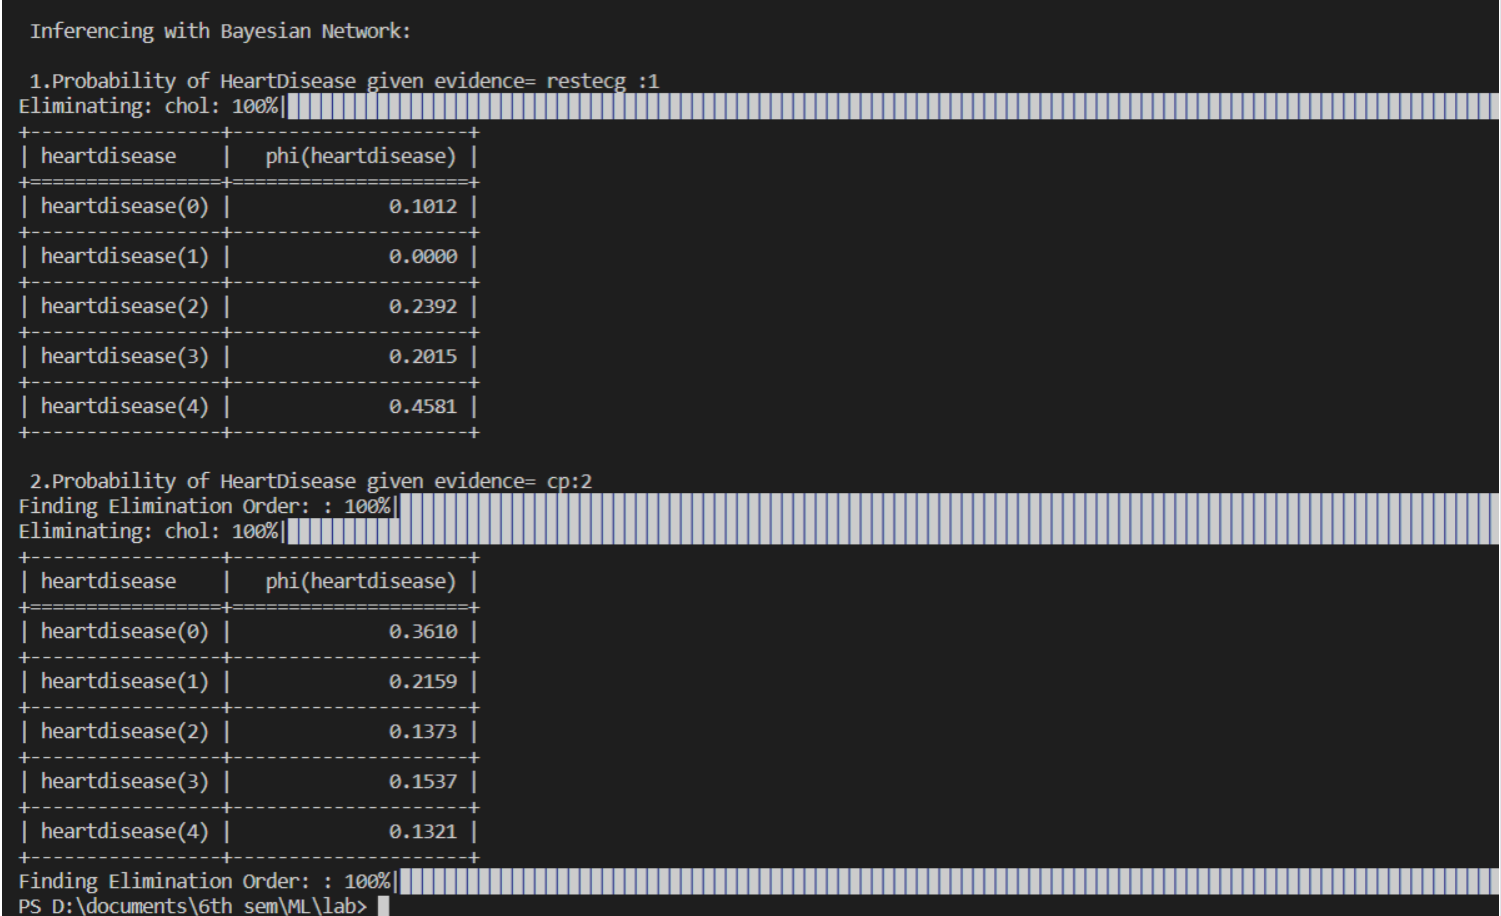 Inferencing with Bayesian Network:
1.Probability of HeartDisease given evidence= restecg :1
Eliminating: chol: 100%|
+-----------------+---------------------+
| heartdisease    |   phi(heartdisease) |
+=================+=====================+
| heartdisease(0) |              0.1012 |
+-----------------+---------------------+
| heartdisease(1) |              0.0000 |
+-----------------+---------------------+
| heartdisease(2) |              0.2392 |
+-----------------+---------------------+
| heartdisease(3) |              0.2015 |
+-----------------+---------------------+
| heartdisease(4) |              0.4581 |
+-----------------+---------------------+
2.Probability of HeartDisease given evidence= cp:2
Finding Elimination Order: : 100%|
Eliminating: chol: 100%|
+-----------------+---------------------+
| heartdisease    |   phi(heartdisease) |
+=================+=====================+
| heartdisease(0) |              0.3610 |
+-----------------+---------------------+
| heartdisease(1) |              0.2159 |
+-----------------+---------------------+
| heartdisease(2) |              0.1373 |
+-----------------+---------------------+
| heartdisease(3) |              0.1537 |
+-----------------+---------------------+
| heartdisease(4) |              0.1321 |
+-----------------+---------------------+
Finding Elimination Order: : 100%|
PS D:\documents\6th sem\ML\lab>